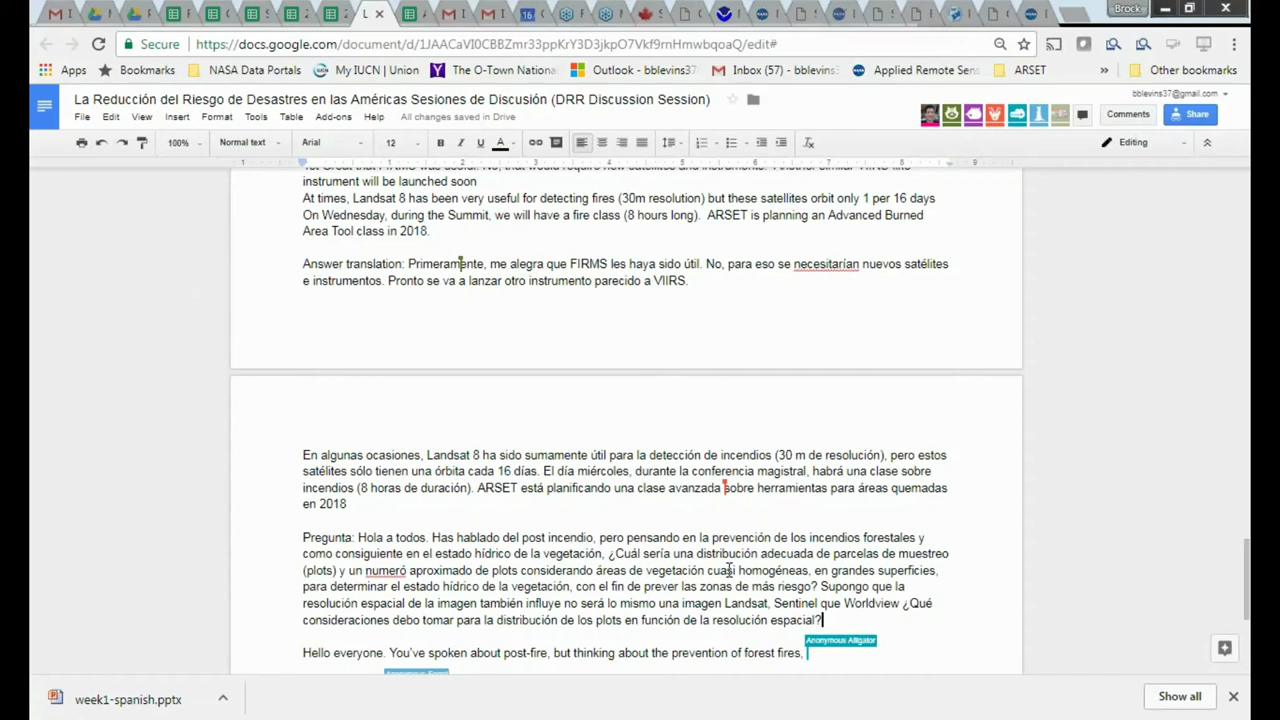 Brock
Secure
https://docs.google.com/document/d/1JAACaVI0CBBZmr33ppKrY3D3jkpO7Vkf9rnHmwbqoaQ/edit#
Apps
Bookmarks
NASA Data Portals
My IUCN | Union
The O-Town Nation
Outlook - bblevins37
Inbox (57) - bblevins
Applied Remote Sens
ARSET
»
Other bookmarks
La Reducción del Riesgo de Desastres en las Américas Sesiones de Discusión (DRR Discussion Session)
bblevins37@gmail.com
File Edit View Insert Format Tools Table Add-ons Help All changes saved in Drive
Comments
Share
100% Normal text Arial 12 B I U A Editing
1 1 2 3 4 5 6 7 8 9
instrument will be launched soon
At times, Landsat 8 has been very useful for detecting fires (30m resolution) but these satellites orbit only 1 per 16 days
On Wednesday, during the Summit, we will have a fire class (8 hours long). ARSET is planning an Advanced Burned
Area Tool class in 2018.
Answer translation: Primeramente, me alegra que FIRMS les haya sido útil. No, para eso se necesitarían nuevos satélites
e instrumentos. Pronto se va a lanzar otro instrumento parecido a VIIRS.
En algunas ocasiones, Landsat 8 ha sido sumamente útil para la detección de incendios (30 m de resolución), pero estos
satélites sólo tienen una órbita cada 16 días. El día miércoles, durante la conferencia magistral, habrá una clase sobre
incendios (8 horas de duración). ARSET está planificando una clase avanzada sobre herramientas para áreas quemadas
en 2018
Pregunta: Hola a todos. Has hablado del post incendio, pero pensando en la prevención de los incendios forestales y
como consiguiente en el estado hídrico de la vegetación, ¿Cuál sería una distribución adecuada de parcelas de muestreo
(plots) y un numeró aproximado de plots considerando áreas de vegetación cuasi homogéneas, en grandes superficies,
para determinar el estado hídrico de la vegetación, con el fin de prever las zonas de más riesgo? Supongo que la
resolución espacial de la imagen también influye no será lo mismo una imagen Landsat, Sentinel que Worldview ¿Qué
consideraciones debo tomar para la distribución de los plots en función de la resolución espacial?
Anonymous Alligator
Hello everyone. You've spoken about post-fire, but thinking about the prevention of forest fires,
week1-spanish.pptx
Show all